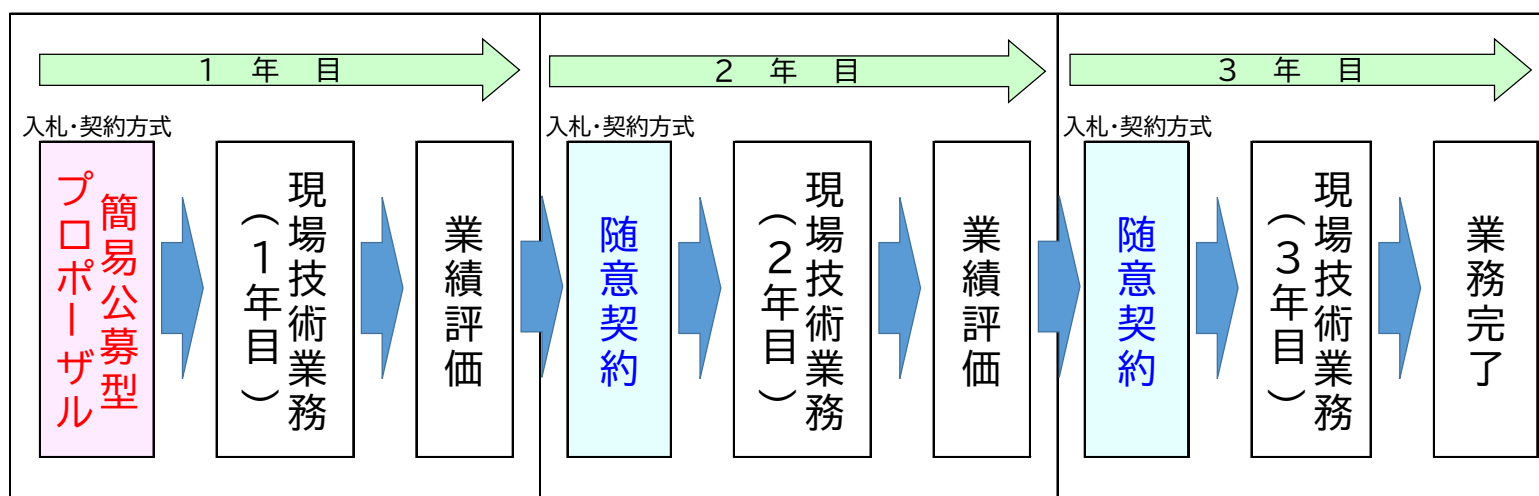 1年目
2年目
3年目
入札・契約方式
簡易公募型
プロポーザル
現場技術業務
（1年目）
業績評価
入札・契約方式
随意契約
現場技術業務
（2年目）
業績評価
入札・契約方式
随意契約
現場技術業務
（3年目）
業務完了